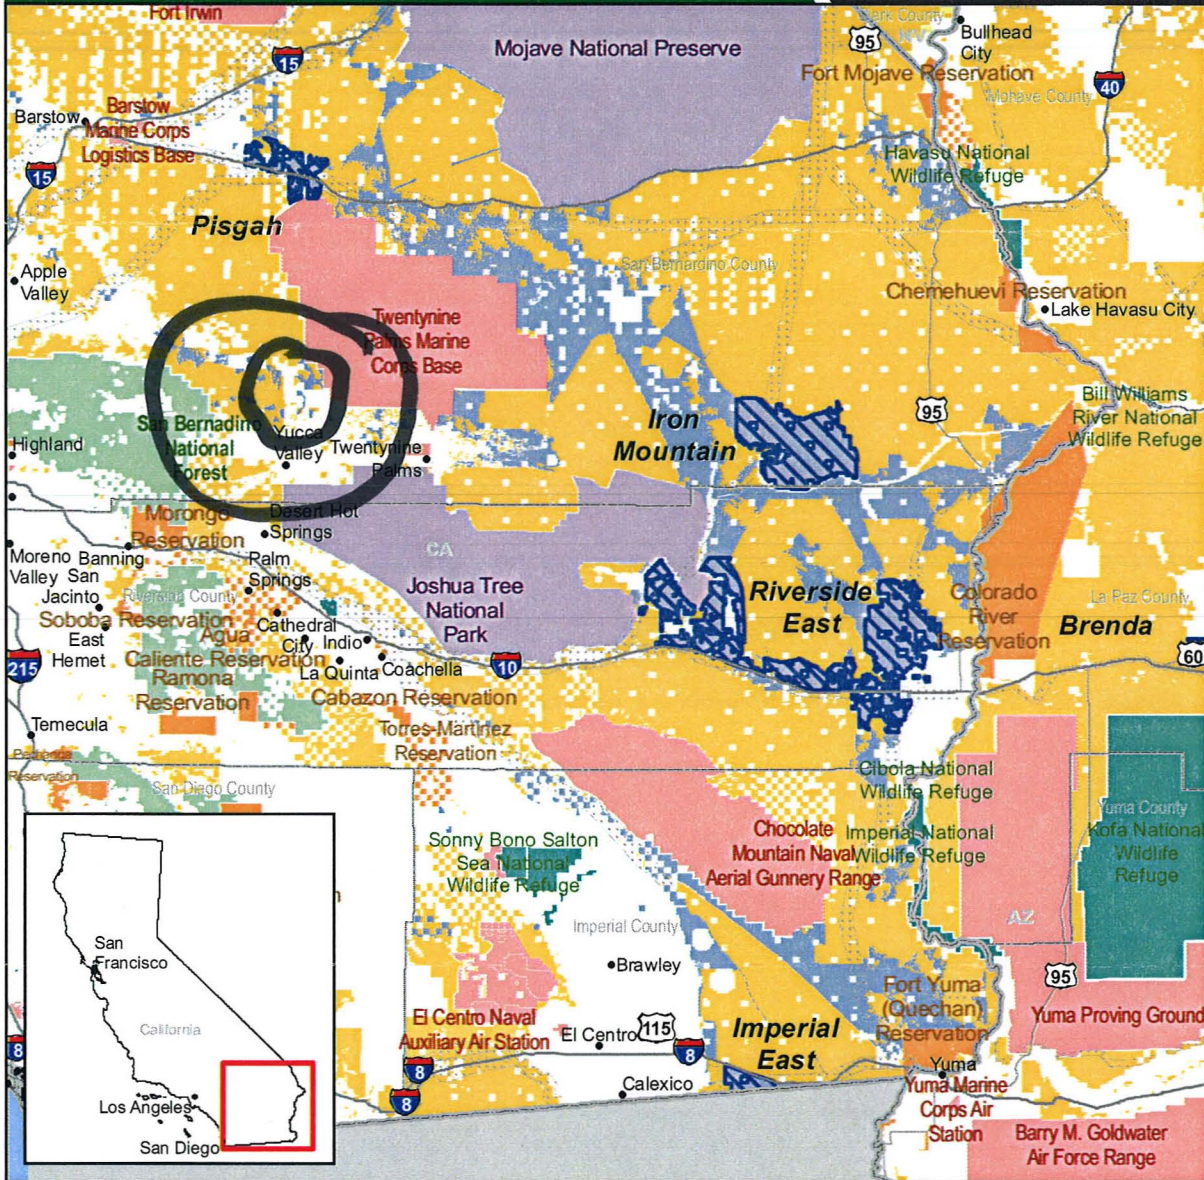 Fort Irwin
Clark County
NV
95
Bullhead
City
Mojave National Preserve
15
Fort Mojave Reservation
Mohave County
40
Barstow
Barstow
Marine Corps
Logistics Base
15
Havasu National
Wildlife Refuge
Pisgah
San Bernardino County
Apple
Valley
Chemehuevi Reservation
Lake Havasu City
Twentynine
Palms Marine
Corps Base
Bill Williams
River National
Wildlife Refuge
95
Iron
Mountain
San Bernadino
National
Forest
Highland
Yucca
Valley
Twentynine
Palms
Morongo
Reservation
Desert Hot
Springs
CA
Moreno
Valley
Banning
Palm
Springs
San
Jacinto
Riverside County
Joshua Tree
National
Park
Riverside
East
Colorado
River
Reservation
La Paz County
Brenda
Soboba Reservation
East
Hemet
Agua
Caliente Reservation
Cathedral
City
Indio
La Quinta
Coachella
10
60
215
Ramona
Reservation
Cabazon Reservation
Temecula
Torres-Martinez
Reservation
Pechanga
Reservation
San Diego County
Cibola National
Wildlife Refuge
Yuma County
Sonny Bono Salton
Sea National
Wildlife Refuge
Chocolate
Mountain Naval
Aerial Gunnery Range
Imperial National
Wildlife Refuge
Kofa National
Wildlife
Refuge
AZ
Imperial County
Brawley
95
San
Francisco
California
Los Angeles
San Diego
El Centro Naval
Auxiliary Air Station
El Centro
115
8
8
8
8
Imperial
East
Fort Yuma
(Quechan)
Reservation
Yuma Proving Ground
Calexico
Yuma
Yuma Marine
Corps Air
Station
Barry M. Goldwater
Air Force Range